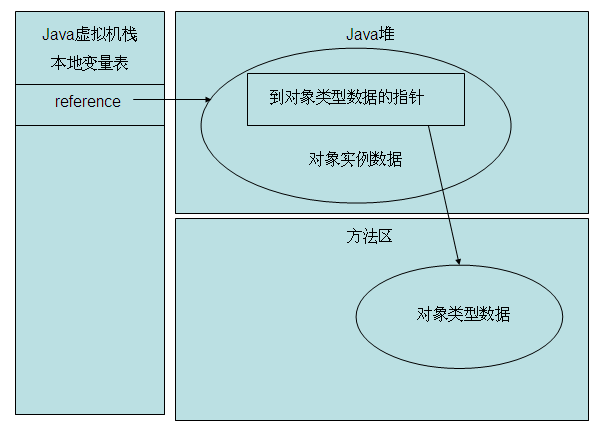 Java虚拟机栈
本地变量表
reference
Java堆
到对象类型数据的指针
对象实例数据
方法区
对象类型数据